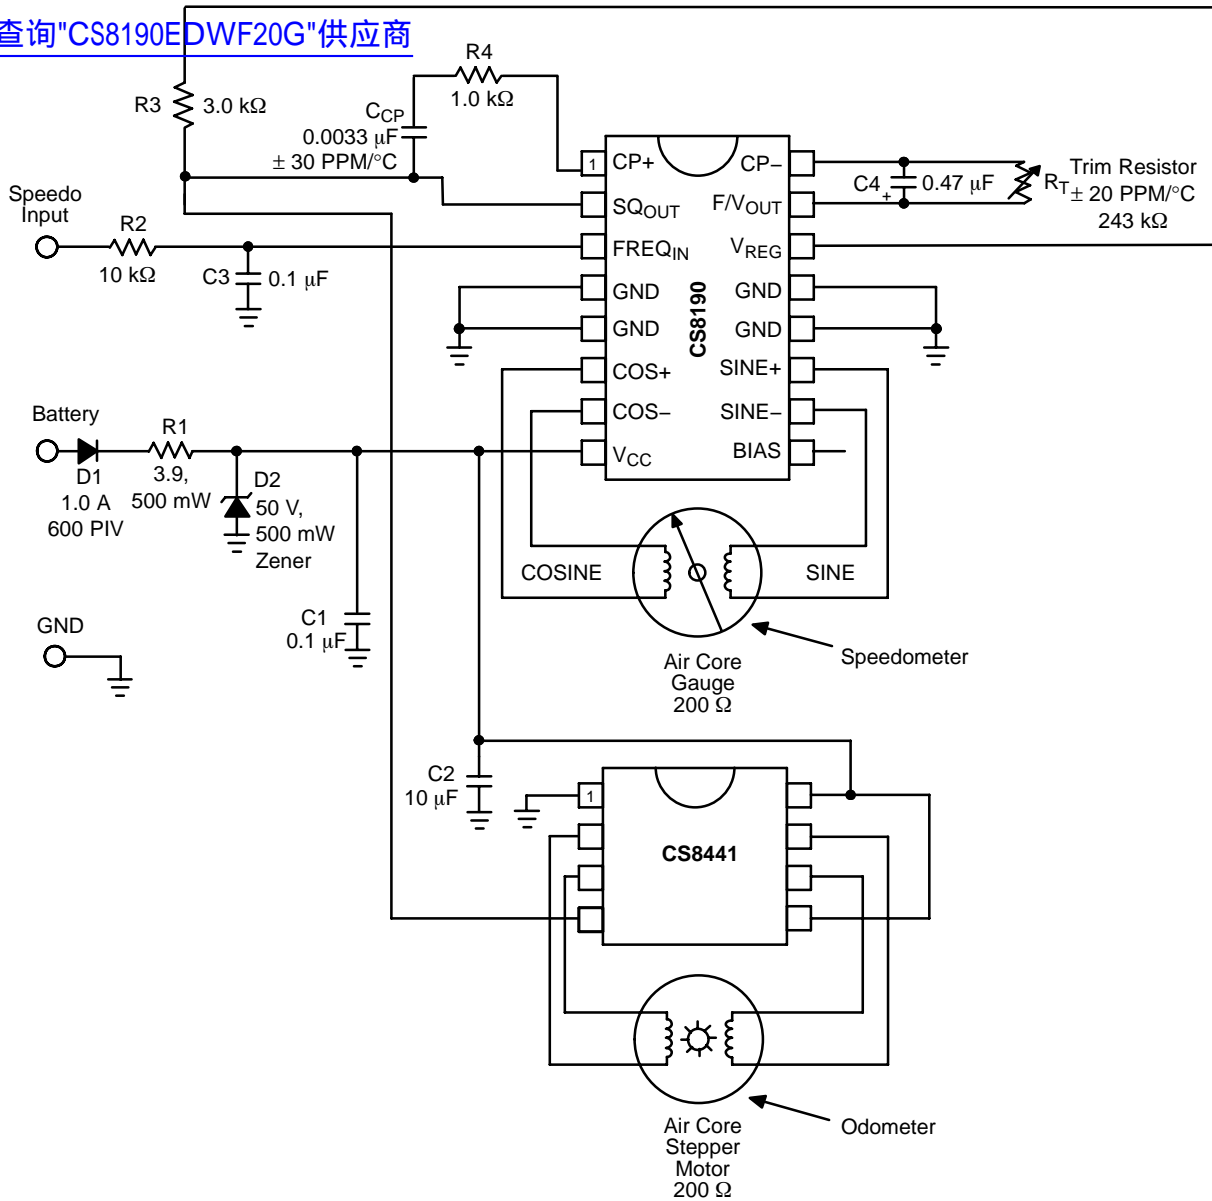 查询"CS8190EDWF20G"供应商
R3
3.0 kΩ
R4
1.0 kΩ
CCP
0.0033 μF
± 30 PPM/°C
Speedo
Input
R2
10 kΩ
C3
0.1 μF
1
CP+
SQOUT
FREQIN
GND
GND
COS+
COS−
VCC
CS8190
CP−
F/VOUT
VREG
GND
GND
SINE+
SINE−
BIAS
C4
+
0.47 μF
RT
Trim Resistor
± 20 PPM/°C
243 kΩ
Battery
D1
1.0 A
600 PIV
R1
3.9,
500 mW
D2
50 V,
500 mW
Zener
C1
0.1 μF
GND
COSINE
SINE
Speedometer
Air Core
Gauge
200 Ω
C2
10 μF
1
CS8441
Odometer
Air Core
Stepper
Motor
200 Ω